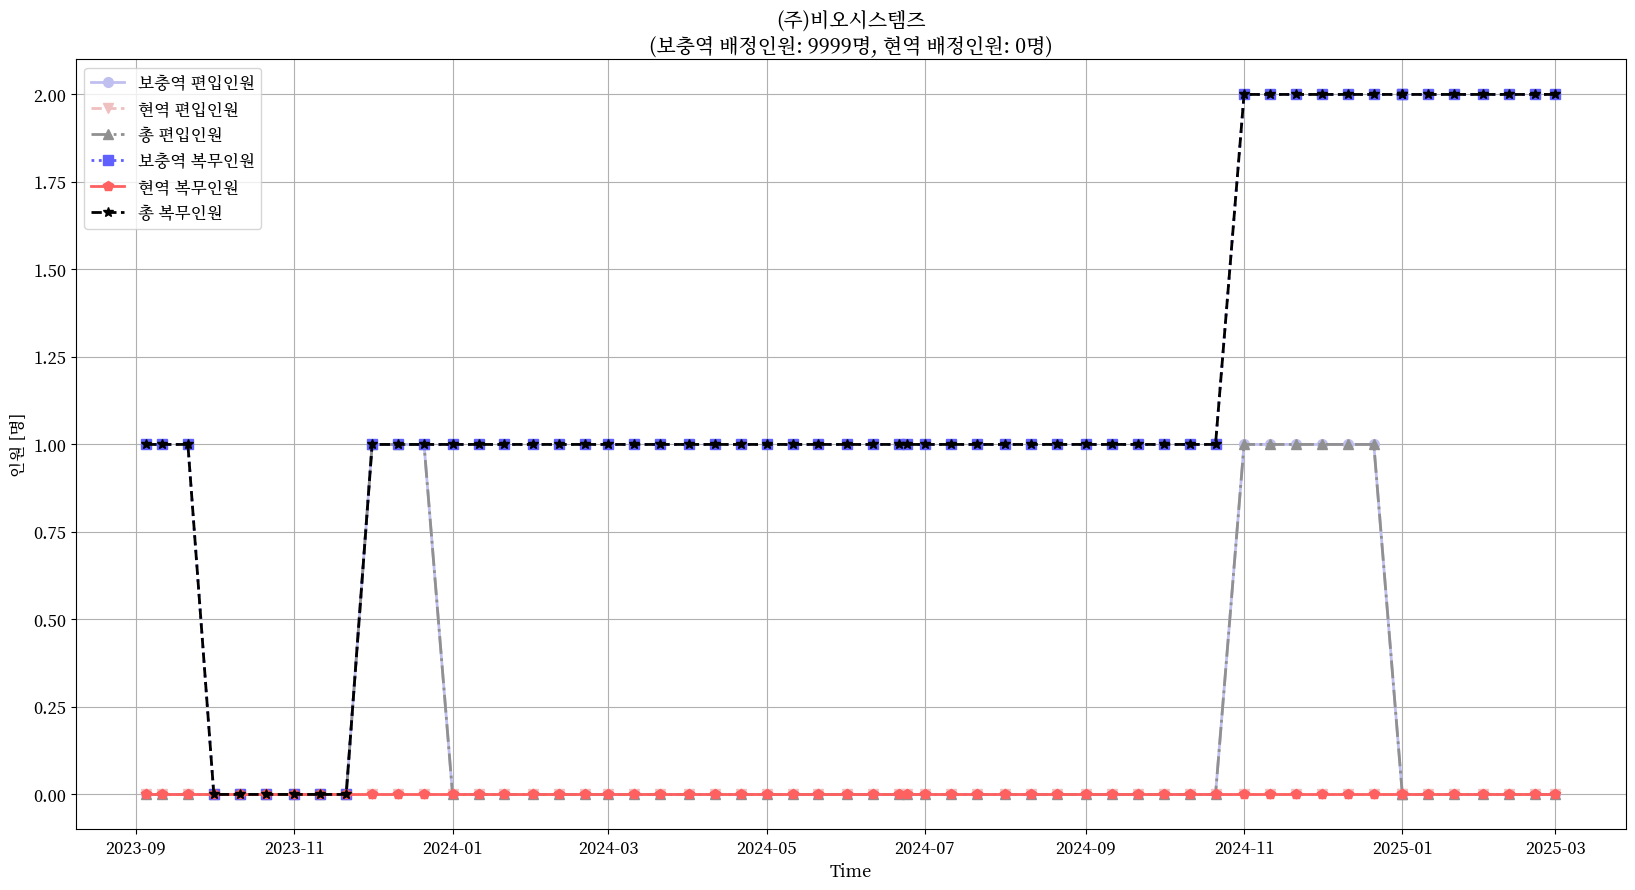 (주)비오시스템즈
(보충역 배정인원: 9999명, 현역 배정인원: 0명)
보충역 편입인원
현역 편입인원
총 편입인원
보충역 복무인원
현역 복무인원
총 복무인원
인원 [명]
2.00
1.75
1.50
1.25
1.00
0.75
0.50
0.25
0.00
2023-09 2023-11 2024-01 2024-03 2024-05 2024-07 2024-09 2024-11 2025-01 2025-03
Time